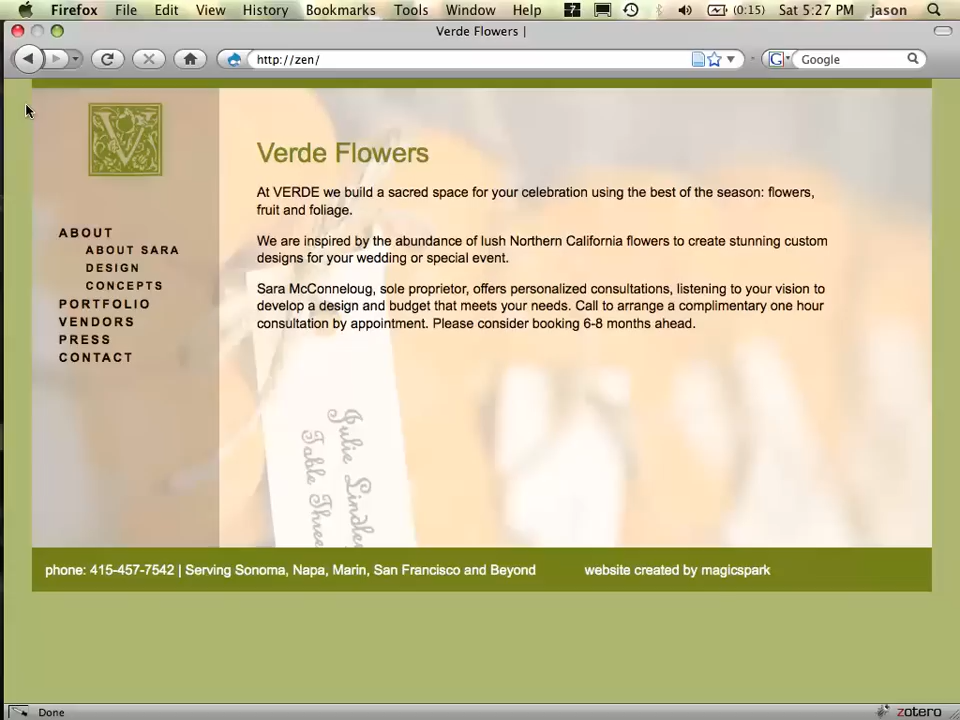 Firefox File Edit View History Bookmarks Tools Window Help (0:15) Sat 5:27 PM jason
Verde Flowers |
http://zen/
G Google
V
Verde Flowers
At VERDE we build a sacred space for your celebration using the best of the season: flowers,
fruit and foliage.
We are inspired by the abundance of lush Northern California flowers to create stunning custom
designs for your wedding or special event.
Sara McConneloug, sole proprietor, offers personalized consultations, listening to your vision to
develop a design and budget that meets your needs. Call to arrange a complimentary one hour
consultation by appointment. Please consider booking 6-8 months ahead.
ABOUT
ABOUT SARA
DESIGN
CONCEPTS
PORTFOLIO
VENDORS
PRESS
CONTACT
Julie Lindley
Table Three
phone: 415-457-7542 | Serving Sonoma, Napa, Marin, San Francisco and Beyond
website created by magicspark
Done
zotero